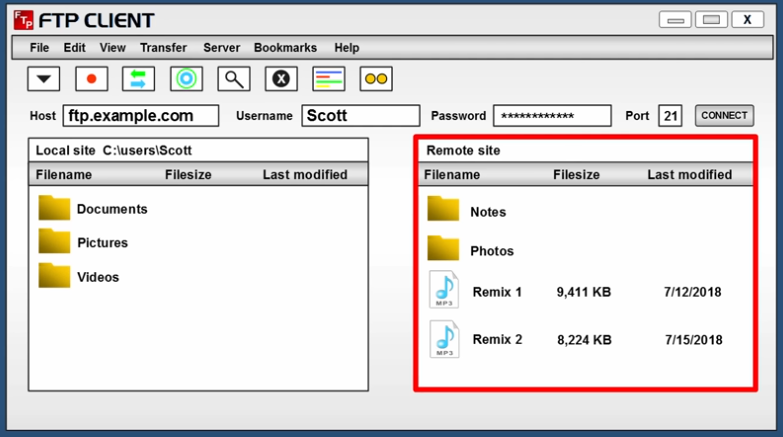 FTP FTP CLIENT X
File Edit View Transfer Server Bookmarks Help
X
Host ftp.example.com Username Scott Password ************ Port 21 CONNECT
Local site C:\users\Scott
Filename Filesize Last modified
Documents
Pictures
Videos
Remote site
Filename Filesize Last modified
Notes
Photos
MP3 Remix 1 9,411 KB 7/12/2018
MP3 Remix 2 8,224 KB 7/15/2018